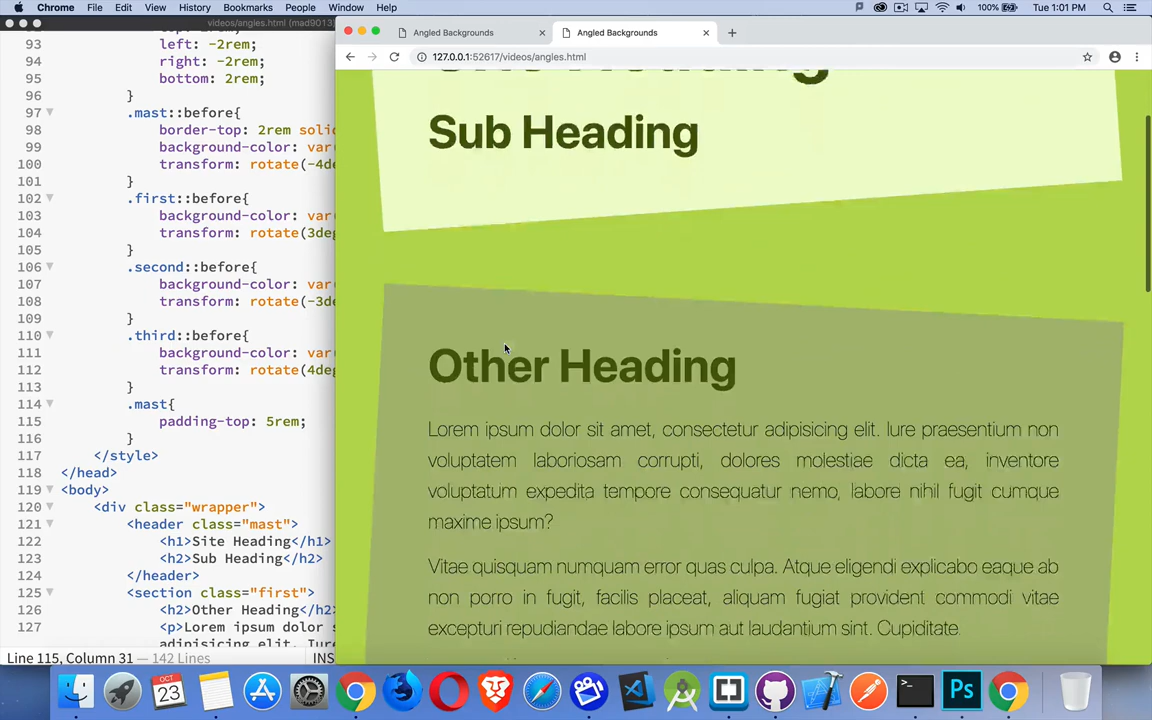 Chrome File Edit View History Bookmarks People Window Help
100% Tue 1:01 PM
videos/angles.html (mad9013
93 left: -2rem;
94 right: -2rem;
95 bottom: 2rem;
96 }
97 .mast::before{
98 border-top: 2rem soli
99 background-color: var
100 transform: rotate(-4de
101 }
102 .first::before{
103 background-color: var
104 transform: rotate(3deg
105 }
106 .second::before{
107 background-color: var
108 transform: rotate(-3de
109 }
110 .third::before{
111 background-color: var
112 transform: rotate(4deg
113 }
114 .mast{
115 padding-top: 5rem;
116 }
117 </style>
118 </head>
119 <body>
120 <div class="wrapper">
121 <header class="mast">
122 <h1>Site Heading</h1>
123 <h2>Sub Heading</h2>
124 </header>
125 <section class="first">
126 <h2>Other Heading</h2
127 <p>Lorem ipsum dolor s
adipisicing elit. Iure
Line 115, Column 31 — 142 Lines
INS
Angled Backgrounds
Angled Backgrounds
127.0.0.1:52617/videos/angles.html
Sub Heading
Other Heading
Lorem ipsum dolor sit amet, consectetur adipisicing elit. Iure praesentium non
voluptatem laboriosam corrupti, dolores molestiae dicta ea, inventore
voluptatum expedita tempore consequatur nemo, labore nihil fugit cumque
maxime ipsum?
Vitae quisquam numquam error quas culpa. Atque eligendi explicabo eaque ab
non porro in fugit, facilis placeat, aliquam fugiat provident commodi vitae
excepturi repudiandae labore ipsum aut laudantium sint. Cupiditate.
OCT
23
Ps